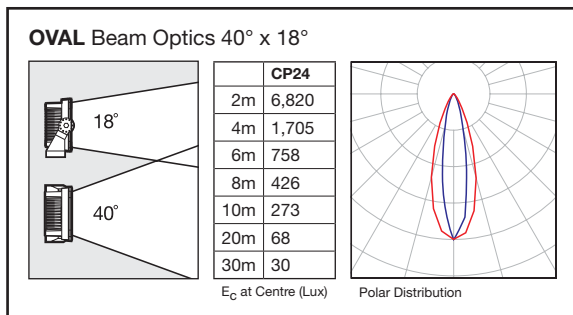 OVAL Beam Optics 40° x 18°
18°
40°
CP24
2m 6,820
4m 1,705
6m 758
8m 426
10m 273
20m 68
30m 30
EC at Centre (Lux)
Polar Distribution